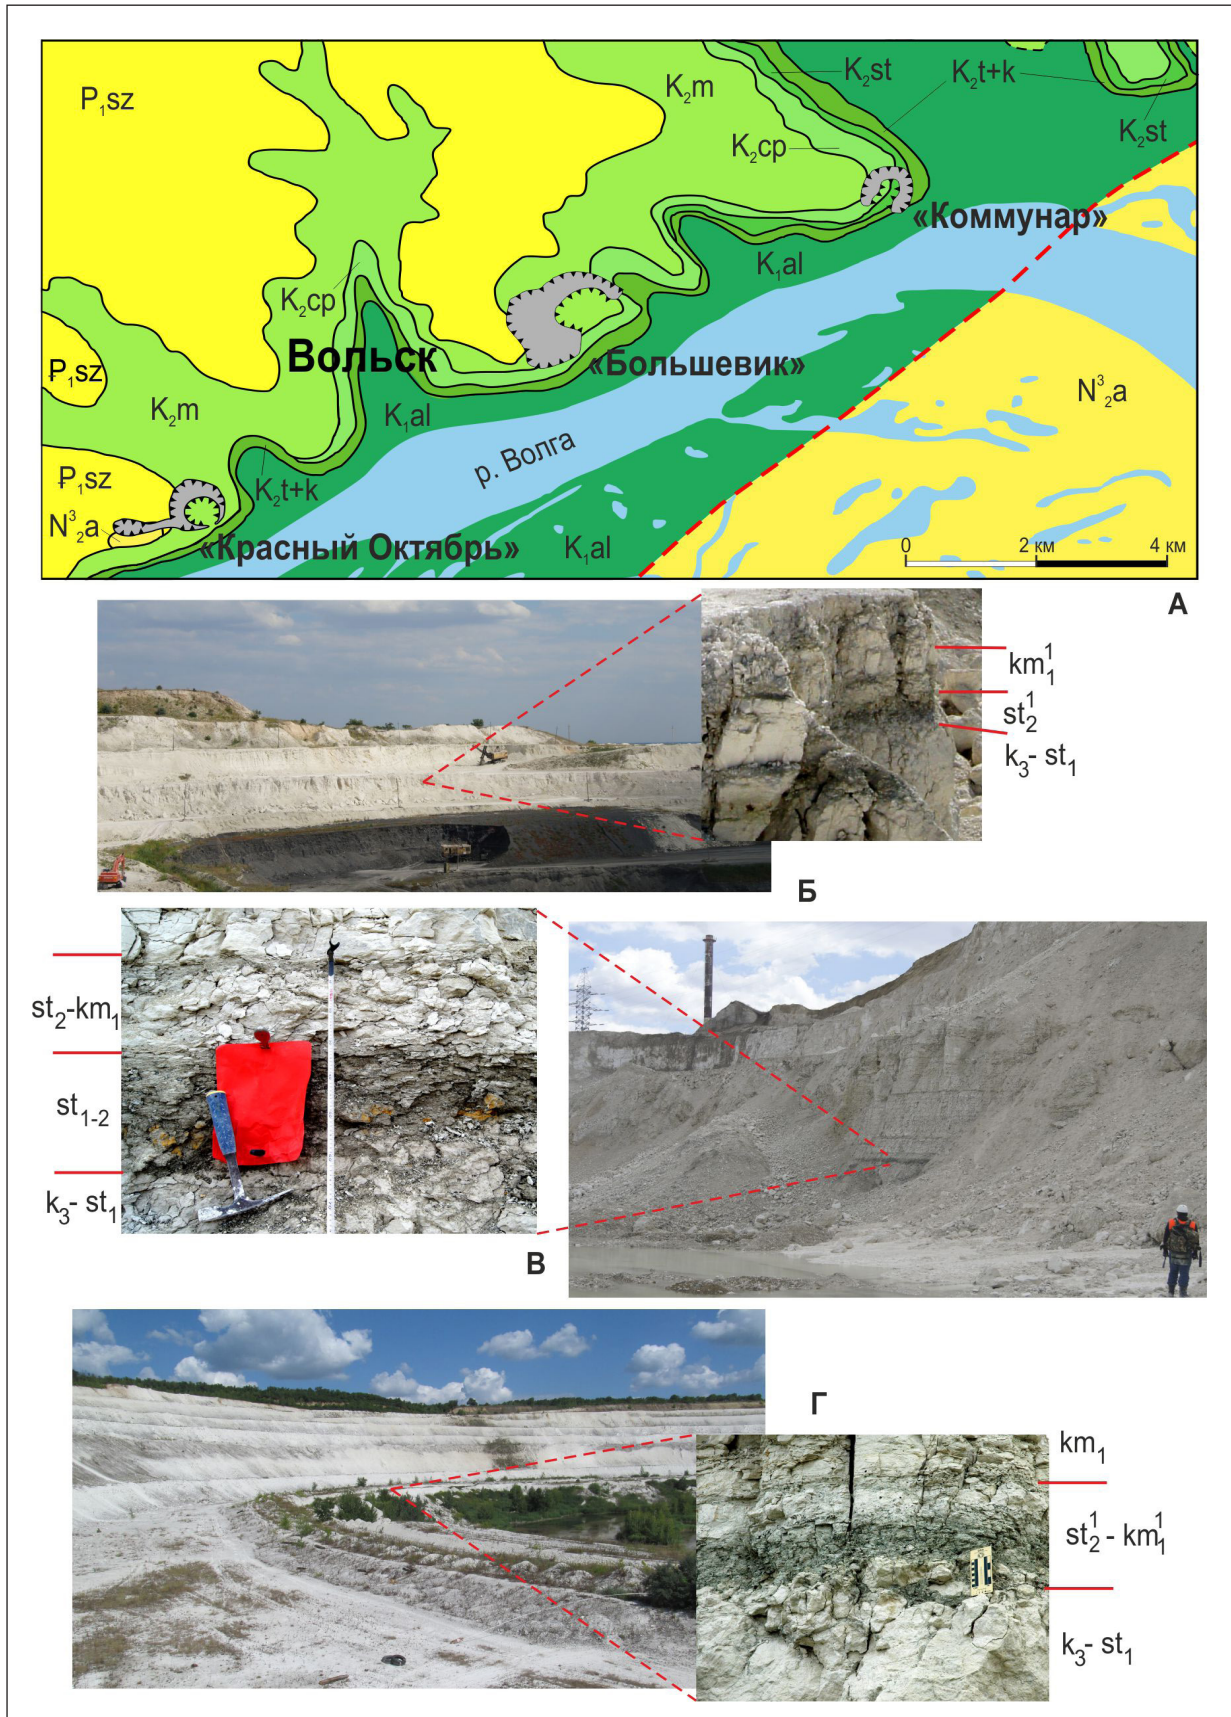 P₁sz
K₂m
K₂st
K₂t+k
K₂cp
K₂st
«Коммунар»
K₁al
K₂cp
Вольск
«Большевик»
P₁sz
K₂m
K₁al
N³₂a
р. Волга
P₁sz
K₂t+k
N³₂a
«Красный Октябрь»
K₁al
0 2 км 4 км
А
km₁¹
st₂¹
k₃- st₁
Б
st₂-km₁
st₁₋₂
k₃- st₁
В
Г
km₁
st₂¹ - km₁¹
k₃- st₁